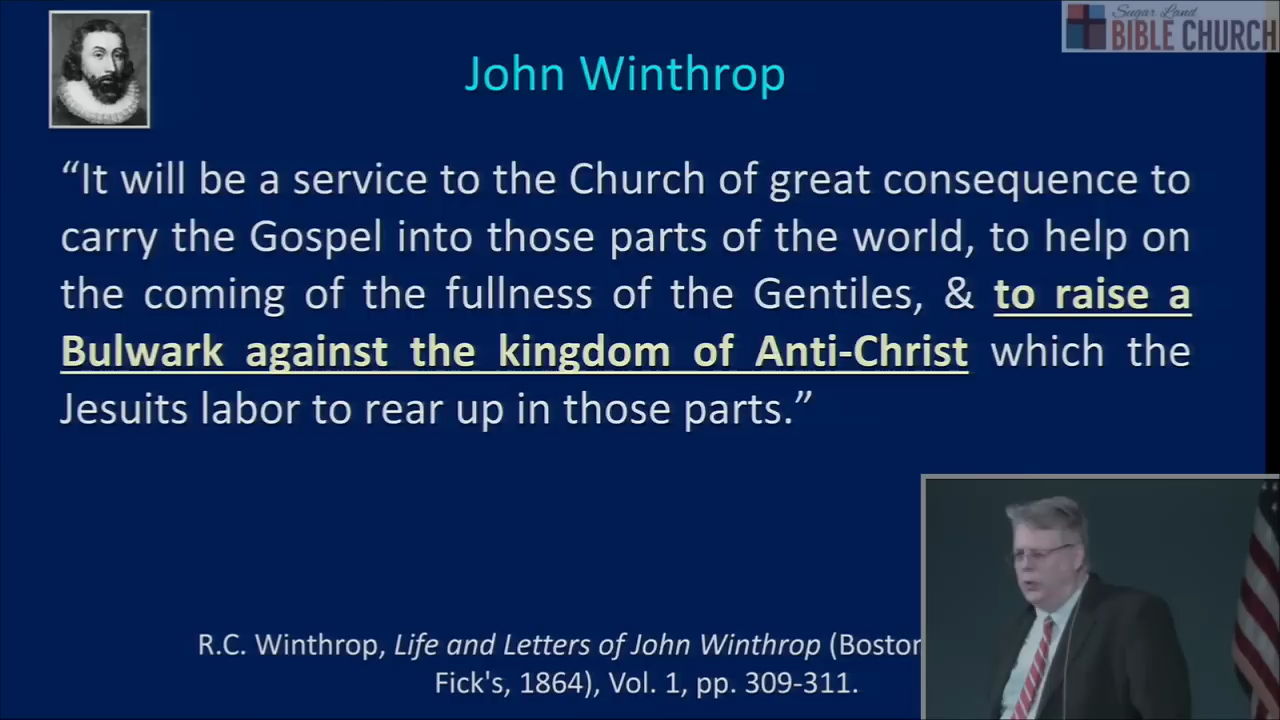 Sugar Land
BIBLE CHURCH
John Winthrop
“It will be a service to the Church of great consequence to
carry the Gospel into those parts of the world, to help on
the coming of the fullness of the Gentiles, & to raise a
Bulwark against the kingdom of Anti-Christ which the
Jesuits labor to rear up in those parts.”
R.C. Winthrop, Life and Letters of John Winthrop (Boston
Fick's, 1864), Vol. 1, pp. 309-311.